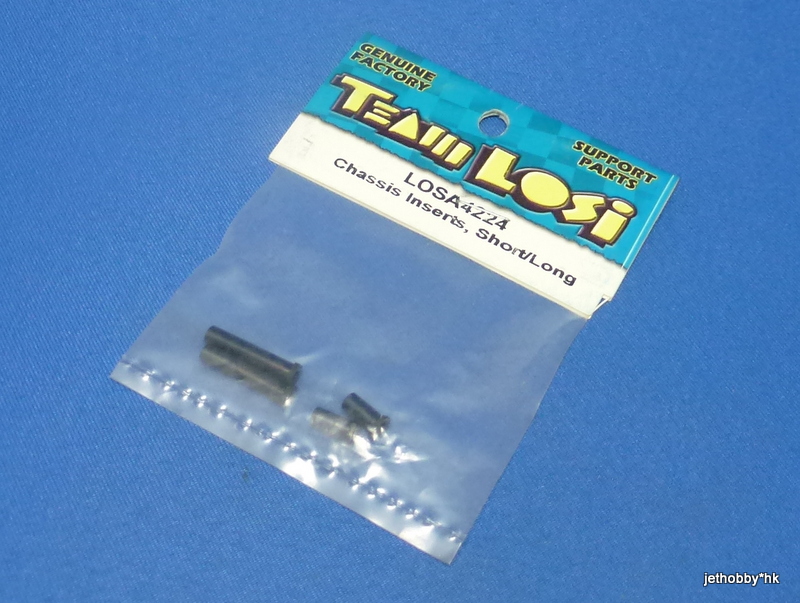 GENUINE
FACTORY
TEAM LOSI
SUPPORT
PARTS
LOSA4224
Chassis Inserts, Short/Long
jethobby*hk